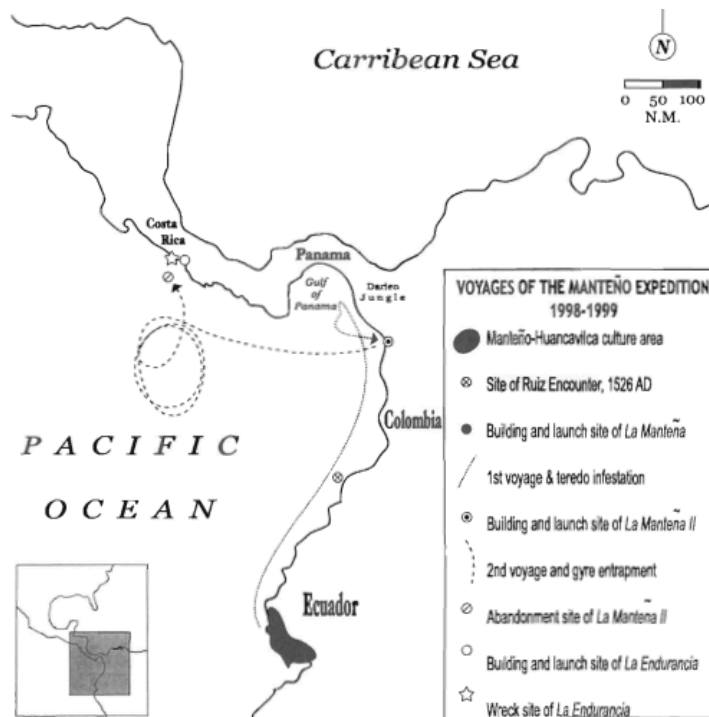 Carribean Sea
N
0 50 100
N.M.
Costa
Rica
Panama
Gulf
of
Panama
Darien
Jungle
Colombia
PACIFIC
OCEAN
Ecuador
VOYAGES OF THE MANTEÑO EXPEDITION
1998-1999
Manteño-Huancavilca culture area
Site of Ruiz Encounter, 1526 AD
Building and launch site of La Manteña
1st voyage & teredo infestation
Building and launch site of La Manteña II
2nd voyage and gyre entrapment
Abandonment site of La Manteña II
Building and launch site of La Endurancia
Wreck site of La Endurancia